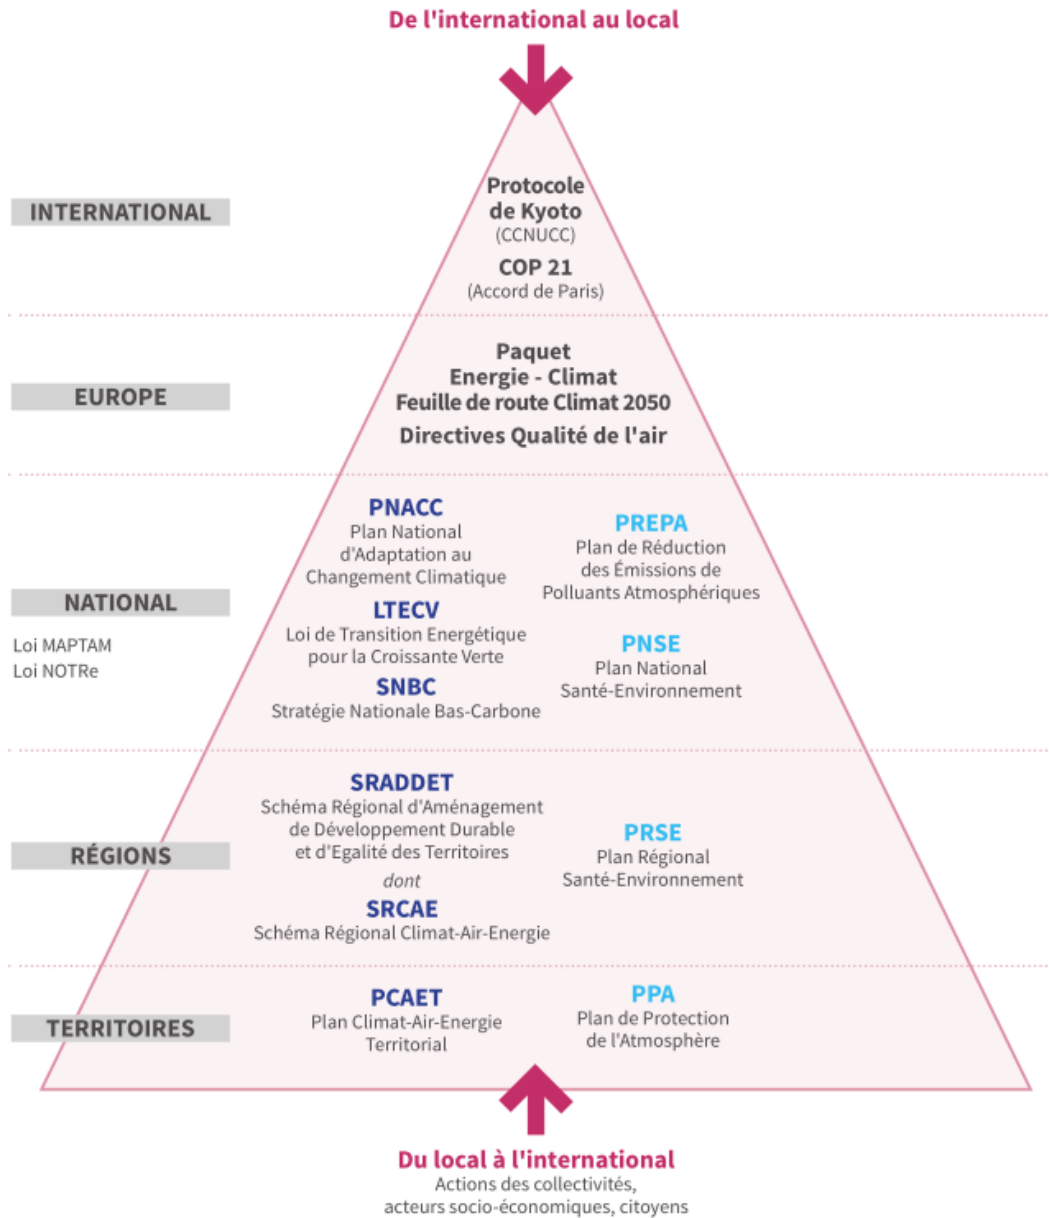 De l'international au local
INTERNATIONAL
Protocole
de Kyoto
(CCNUCC)
COP 21
(Accord de Paris)
EUROPE
Paquet
Energie - Climat
Feuille de route Climat 2050
Directives Qualité de l'air
NATIONAL
Loi MAPTAM
Loi NOTRe
PNACC
Plan National
d'Adaptation au
Changement Climatique
LTECV
Loi de Transition Energétique
pour la Croissante Verte
SNBC
Stratégie Nationale Bas-Carbone
PREPA
Plan de Réduction
des Émissions de
Polluants Atmosphériques
PNSE
Plan National
Santé-Environnement
RÉGIONS
SRADDET
Schéma Régional d'Aménagement
de Développement Durable
et d'Egalité des Territoires
dont
SRCAE
Schéma Régional Climat-Air-Energie
PRSE
Plan Régional
Santé-Environnement
TERRITOIRES
PCAET
Plan Climat-Air-Energie
Territorial
PPA
Plan de Protection
de l'Atmosphère
Du local à l'international
Actions des collectivités,
acteurs socio-économiques, citoyens